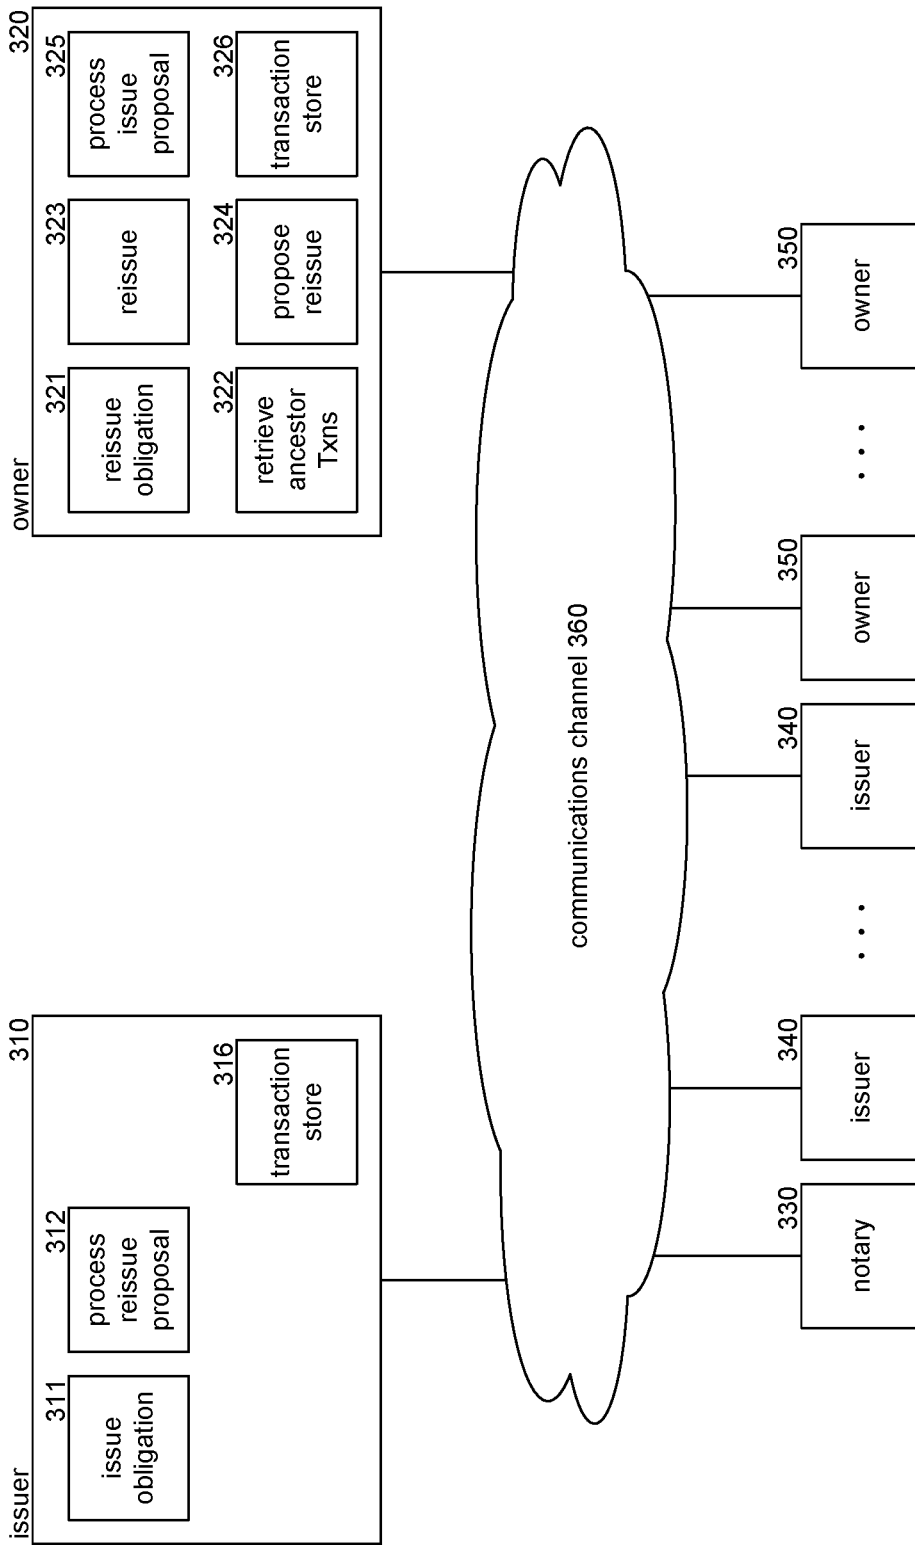 issuer
310
311
issue
obligation
312
process
reissue
proposal
316
transaction
store
owner
320
321
reissue
obligation
323
reissue
325
process
issue
proposal
322
retrieve
ancestor
Txns
324
propose
reissue
326
transaction
store
communications channel 360
330
notary
340
issuer
. . .
340
issuer
350
owner
. . .
350
owner